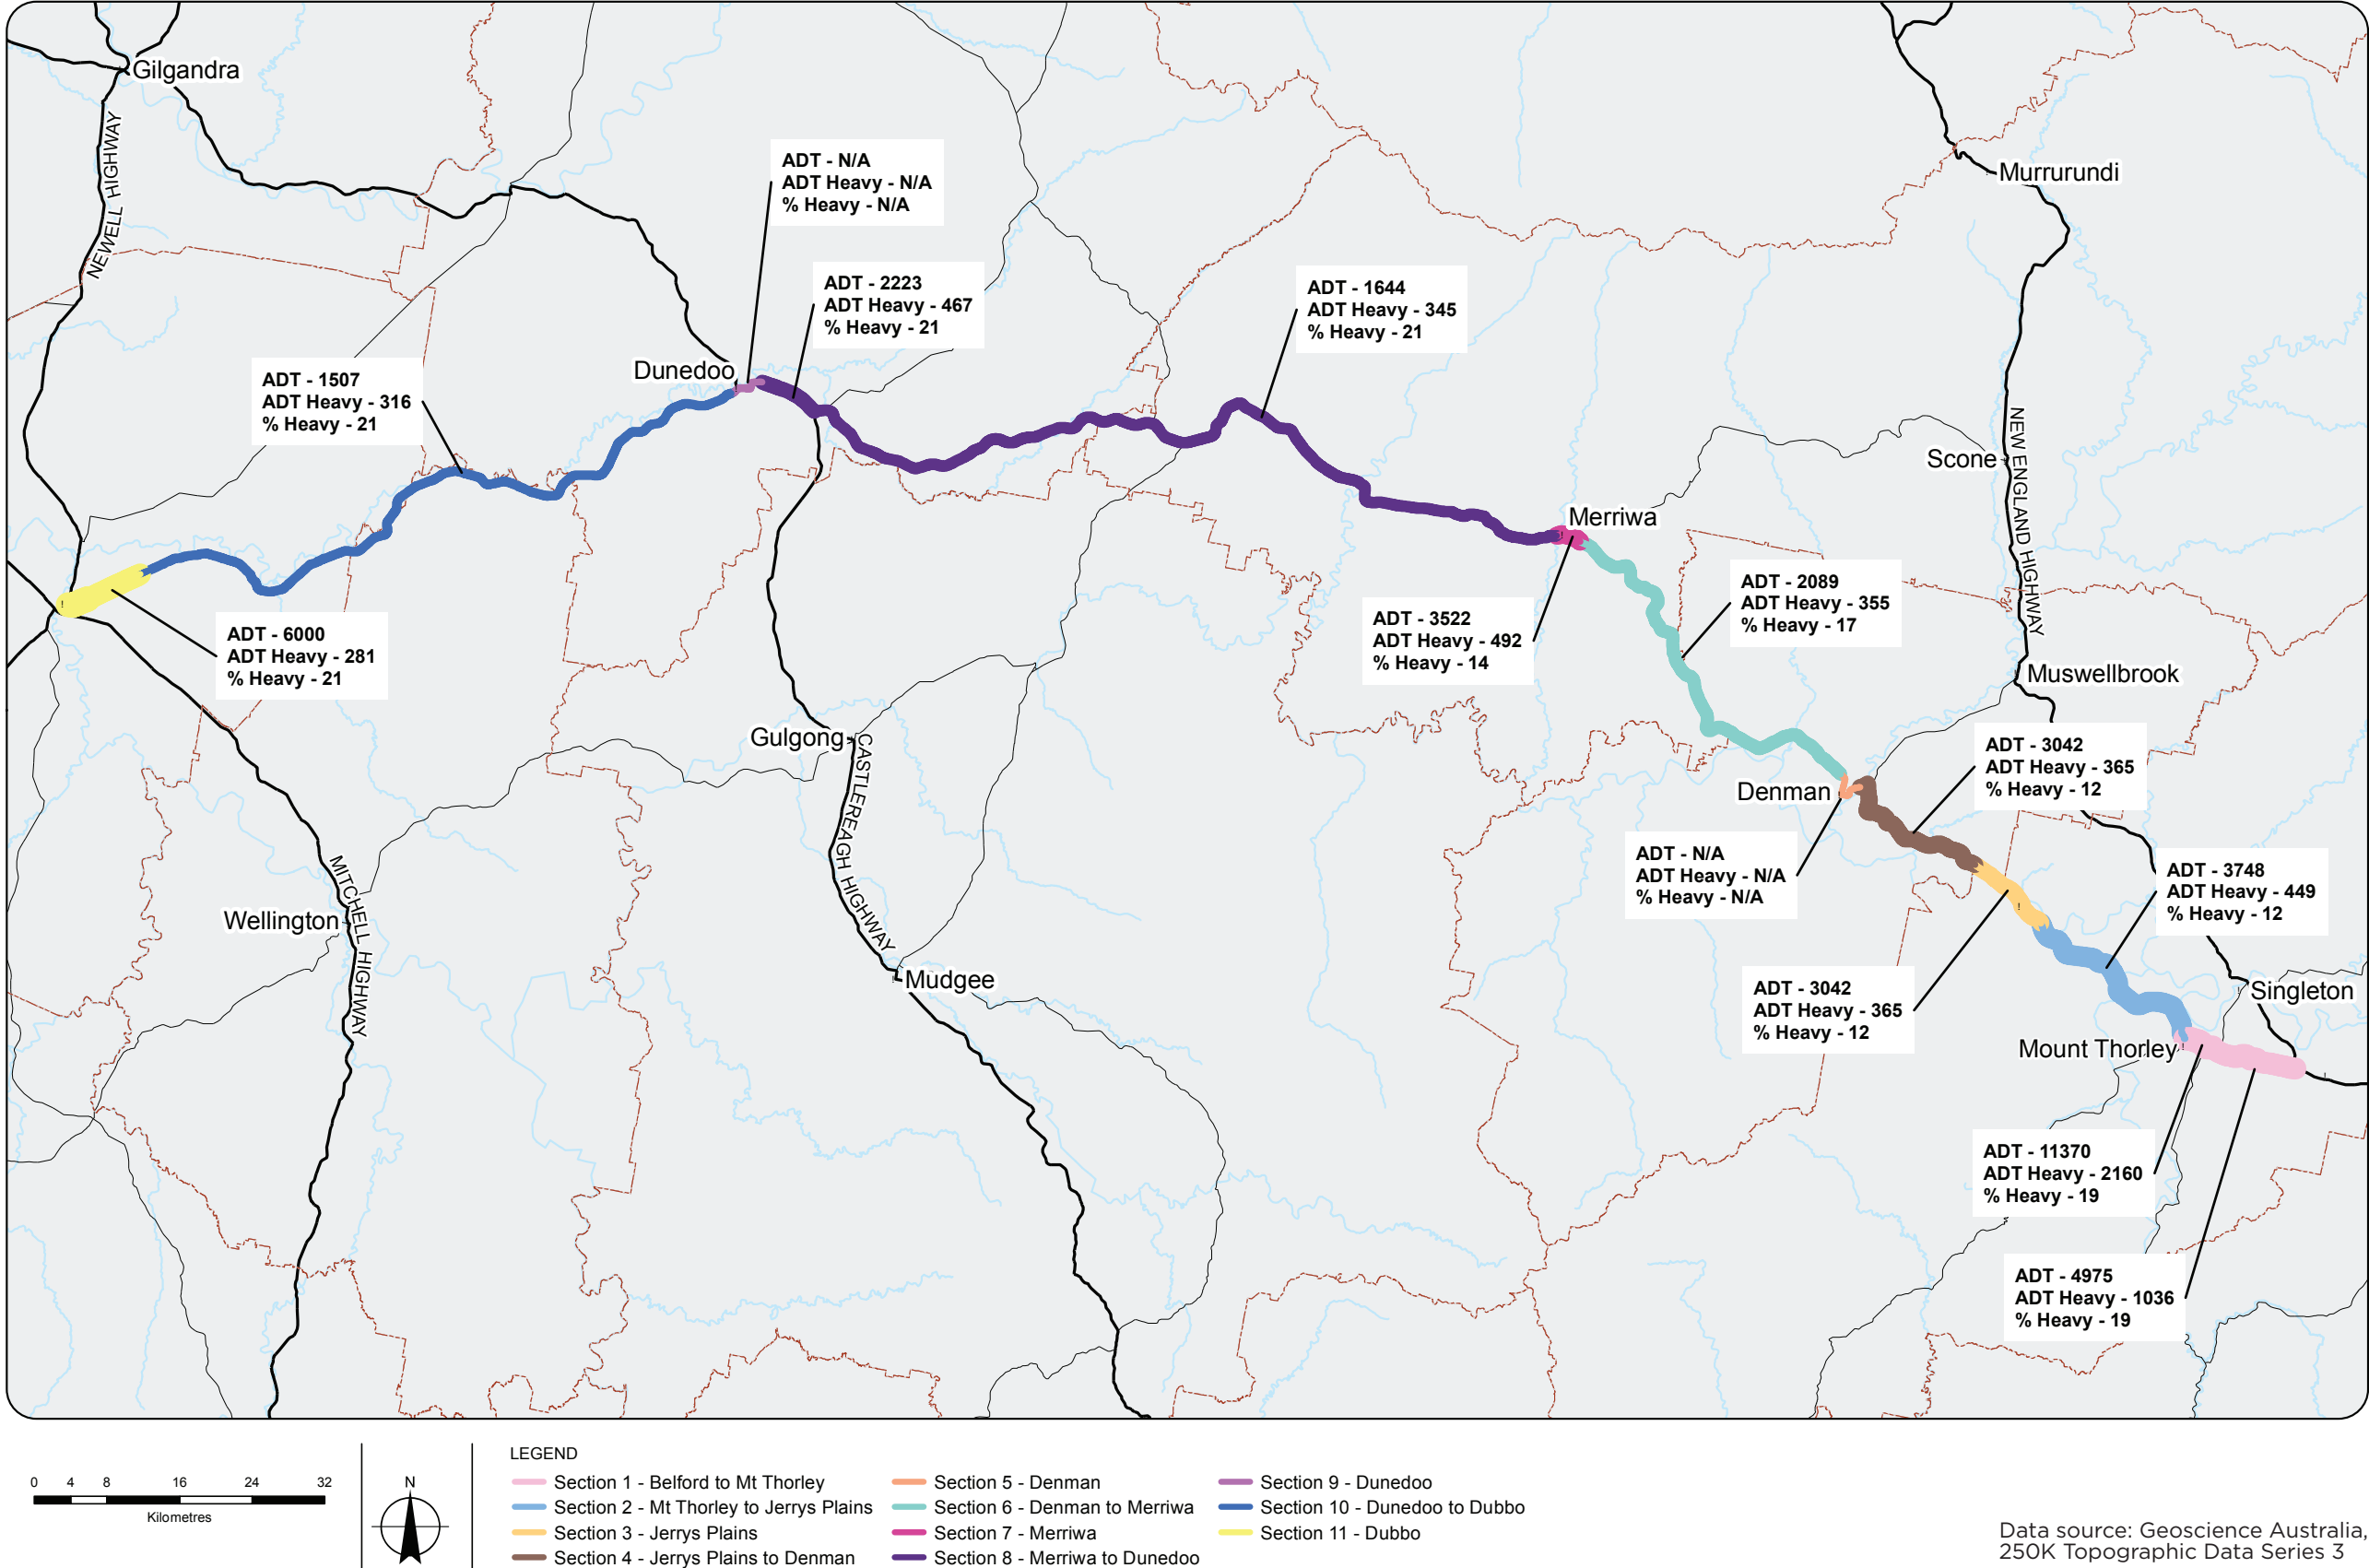 Gilgandra
NEWELL HIGHWAY
Murrurundi
ADT - N/A
ADT Heavy - N/A
% Heavy - N/A
ADT - 2223
ADT Heavy - 467
% Heavy - 21
ADT - 1644
ADT Heavy - 345
% Heavy - 21
Dunedoo
ADT - 1507
ADT Heavy - 316
% Heavy - 21
Scone
NEW ENGLAND HIGHWAY
Merriwa
ADT - 2089
ADT Heavy - 355
% Heavy - 17
ADT - 3522
ADT Heavy - 492
% Heavy - 14
ADT - 6000
ADT Heavy - 281
% Heavy - 21
Muswellbrook
Gulgong
CASTLEREAGH HIGHWAY
ADT - 3042
ADT Heavy - 365
% Heavy - 12
Denman
ADT - N/A
ADT Heavy - N/A
% Heavy - N/A
ADT - 3748
ADT Heavy - 449
% Heavy - 12
MITCHELL HIGHWAY
Wellington
Mudgee
ADT - 3042
ADT Heavy - 365
% Heavy - 12
Singleton
Mount Thorley
ADT - 11370
ADT Heavy - 2160
% Heavy - 19
ADT - 4975
ADT Heavy - 1036
% Heavy - 19
0 4 8 16 24 32
Kilometres
N
LEGEND
Section 1 - Belford to Mt Thorley
Section 2 - Mt Thorley to Jerrys Plains
Section 3 - Jerrys Plains
Section 4 - Jerrys Plains to Denman
Section 5 - Denman
Section 6 - Denman to Merriwa
Section 7 - Merriwa
Section 8 - Merriwa to Dunedoo
Section 9 - Dunedoo
Section 10 - Dunedoo to Dubbo
Section 11 - Dubbo
Data source: Geoscience Australia,
250K Topographic Data Series 3